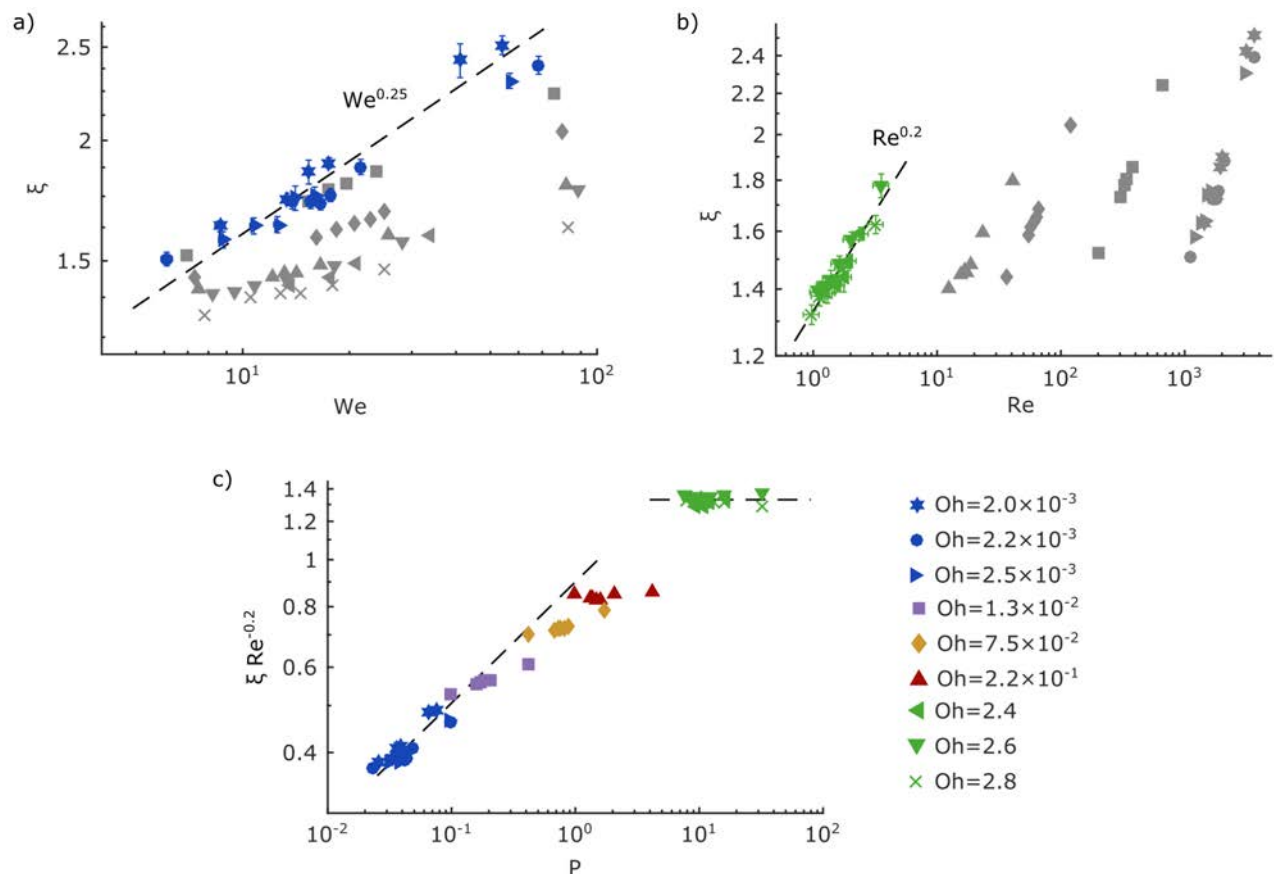 a)
2.5
2
1.5
ξ
We^0.25
10^1
10^2
We
b)
2.4
2.2
2
1.8
1.6
1.4
1.2
ξ
Re^0.2
10^0
10^1
10^2
10^3
Re
c)
1.4
1.2
1
0.8
0.6
0.4
ξ Re^-0.2
10^-2
10^-1
10^0
10^1
10^2
P
Oh=2.0×10^-3
Oh=2.2×10^-3
Oh=2.5×10^-3
Oh=1.3×10^-2
Oh=7.5×10^-2
Oh=2.2×10^-1
Oh=2.4
Oh=2.6
Oh=2.8